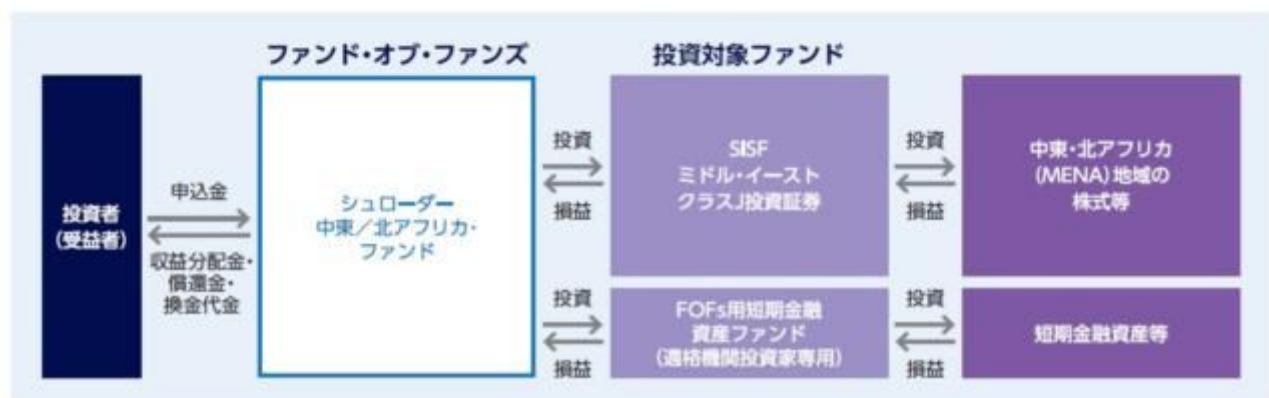 ファンド・オブ・ファンズ
投資対象ファンド
投資者
(受益者)
申込金
収益分配金・
償還金・
換金代金
シュローダー
中東/北アフリカ・
ファンド
投資
損益
SISF
ミドル・イースト
クラスJ投資証券
投資
損益
中東・北アフリカ
(MENA)地域の
株式等
投資
損益
FOFs用短期金融
資産ファンド
(適格機関投資家専用)
投資
損益
短期金融資産等